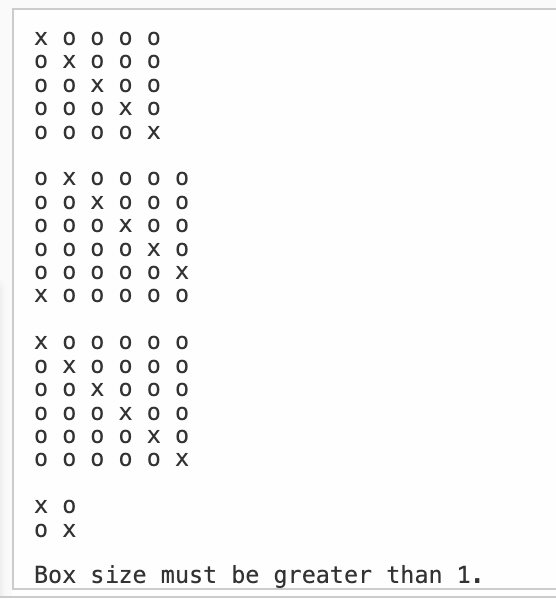 x o o o o
o x o o o
o o x o o
o o o x o
o o o o x

o x o o o o
o o x o o o
o o o x o o
o o o o x o
o o o o o x
x o o o o o

x o o o o o
o x o o o o
o o x o o o
o o o x o o
o o o o x o
o o o o o x

x o
o x

Box size must be greater than 1.